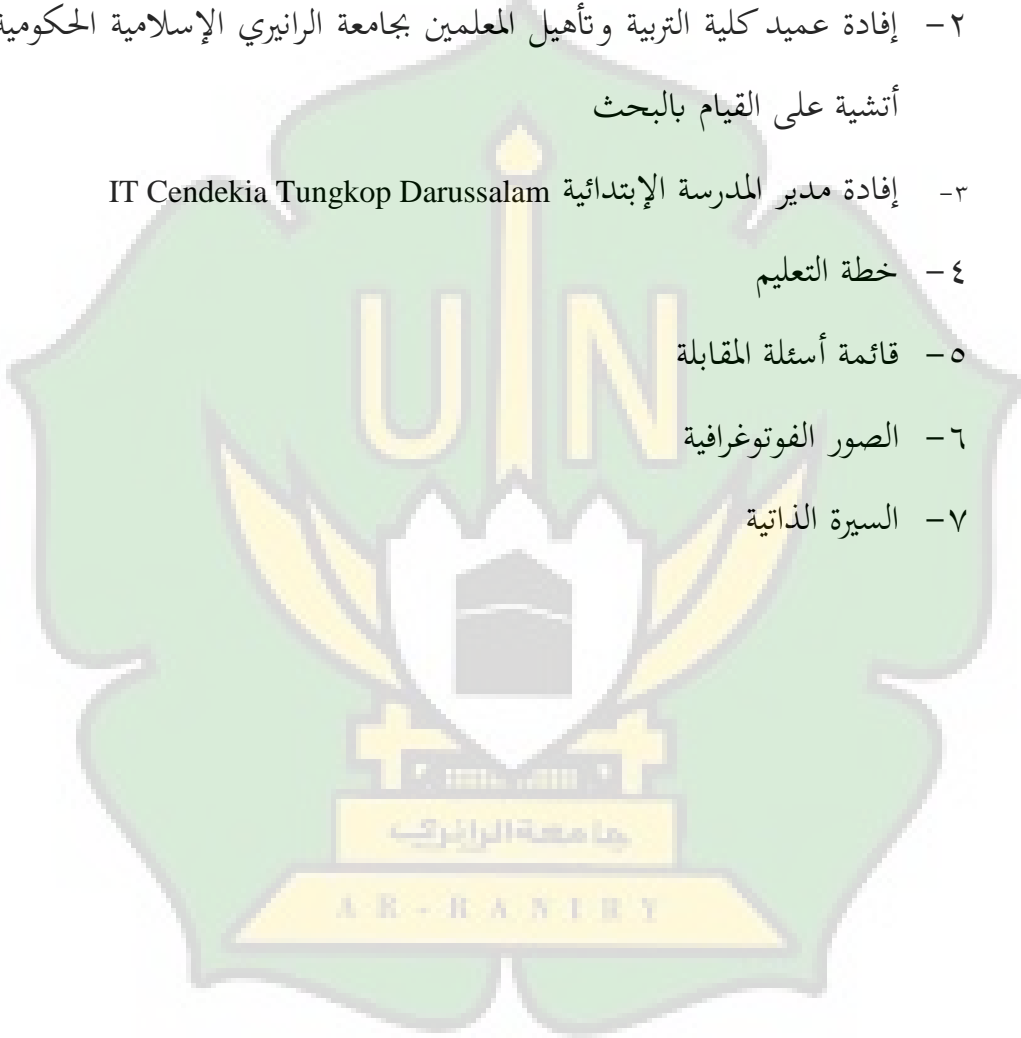 ٢- إفادة عميد كلية التربية وتأهيل المعلمين بجامعة الرانيري الإسلامية الحكومية
أتشية على القيام بالبحث
٣- إفادة مدير المدرسة الإبتدائية IT Cendekia Tungkop Darussalam
٤- خطة التعليم
٥- قائمة أسئلة المقابلة
٦- الصور الفوتوغرافية
٧- السيرة الذاتية
UIN
جامعة الرانري
AR-RANIRY